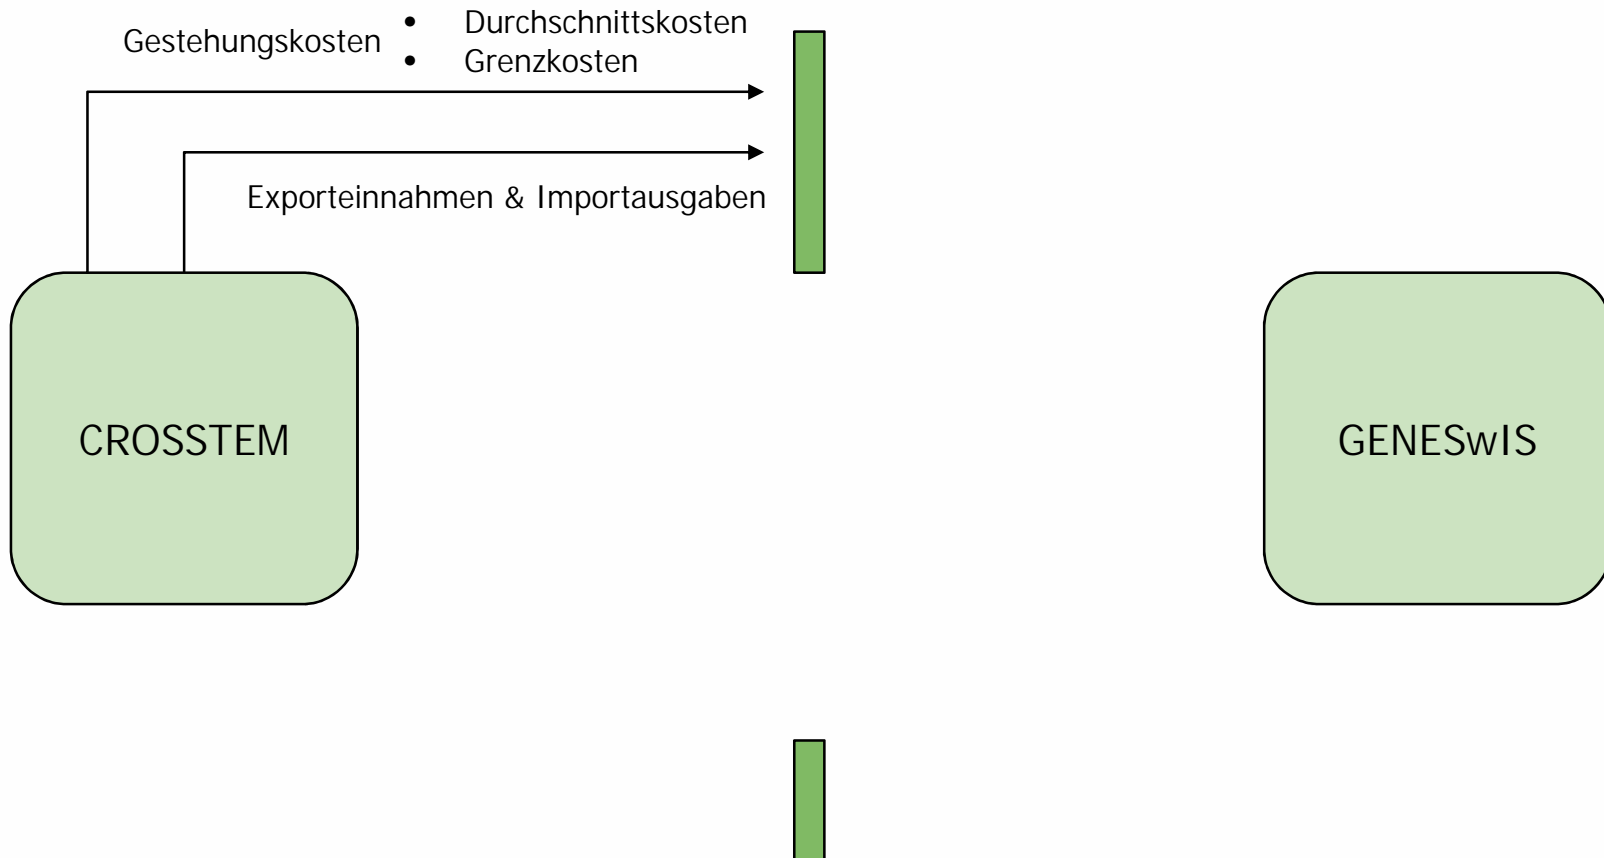 Gestehungskosten
• Durchschnittskosten
• Grenzkosten
Exporteinnahmen & Importausgaben
CROSSTEM
GENESwIS